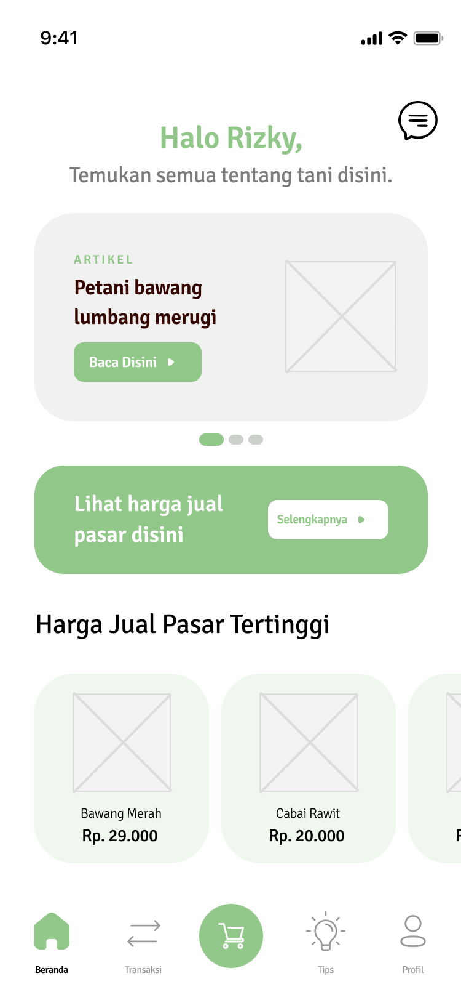 9:41
Halo Rizky,
Temukan semua tentang tani disini.
ARTIKEL
Petani bawang
lumbang merugi
Baca Disini
Lihat harga jual
pasar disini
Selengkapnya
Harga Jual Pasar Tertinggi
Bawang Merah
Cabai Rawit
Rp. 29.000
Rp. 20.000
Beranda
Transaksi
Tips
Profil